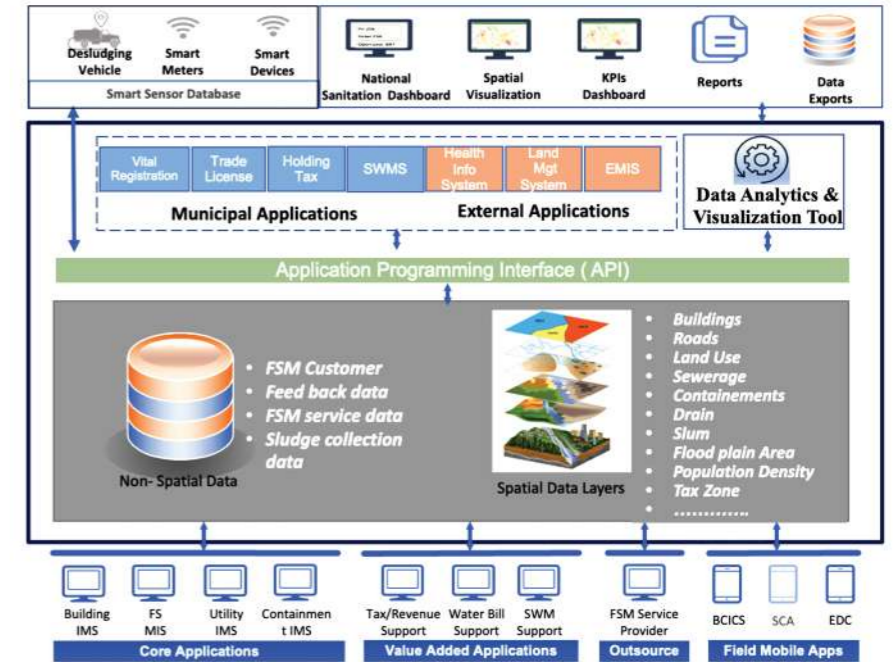 Desludging
Vehicle
Smart
Meters
Smart
Devices
Smart Sensor Database
National
Sanitation Dashboard
Spatial
Visualization
KPIs
Dashboard
Reports
Data
Exports
Vital
Registration
Trade
License
Holding
Tax
SWMS
Health
Info
System
Land
Mgt
System
EMIS
Municipal Applications
External Applications
Data Analytics &
Visualization Tool
Application Programming Interface ( API)
Non- Spatial Data
• FSM Customer
• Feed back data
• FSM service data
• Sludge collection
data
Spatial Data Layers
• Buildings
• Roads
• Land Use
• Sewerage
• Containements
• Drain
• Slum
• Flood plain Area
• Population Density
• Tax Zone
• .............
Building
IMS
FS
MIS
Utility
IMS
Containmen
t IMS
Core Applications
Tax/Revenue
Support
Water Bill
Support
SWM
Support
Value Added Applications
FSM Service
Provider
Outsource
BCICS
SCA
EDC
Field Mobile Apps